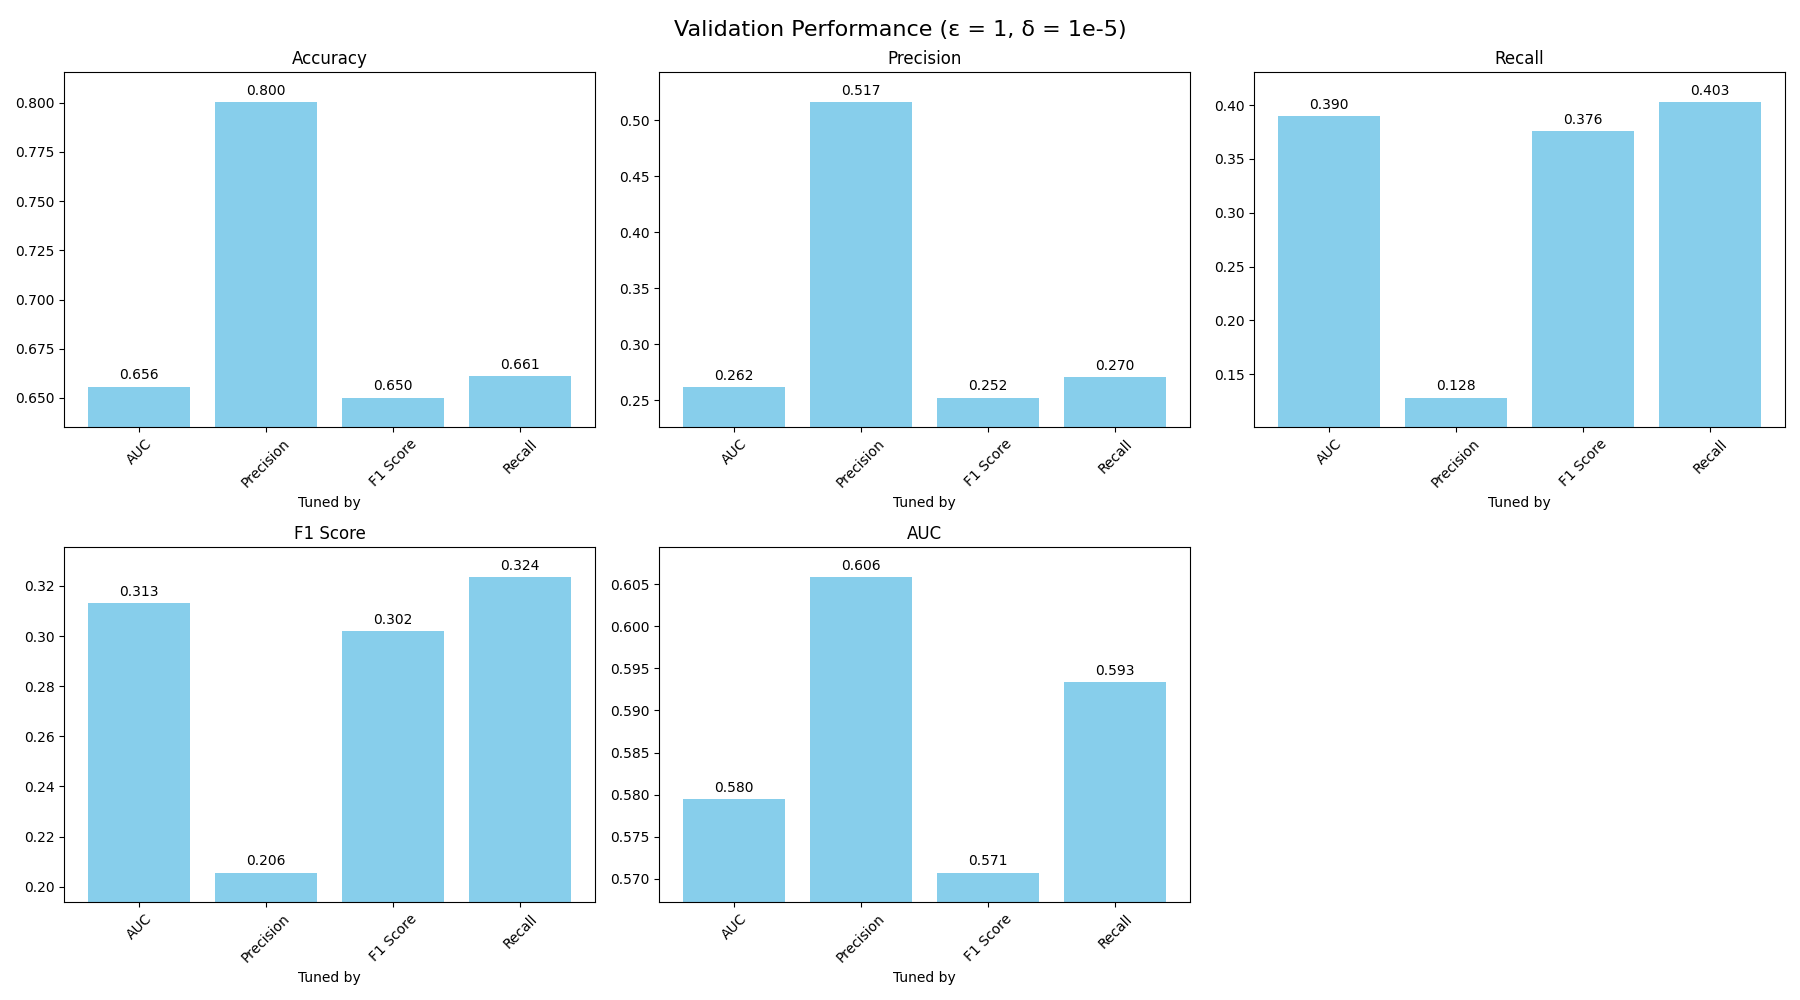 Validation Performance (ε = 1, δ = 1e-5)
Accuracy
0.800
0.775
0.750
0.725
0.700
0.675
0.650
0.656
0.800
0.650
0.661
AUC
Precision
F1 Score
Recall
Tuned by
Precision
0.50
0.45
0.40
0.35
0.30
0.25
0.262
0.517
0.252
0.270
AUC
Precision
F1 Score
Recall
Tuned by
Recall
0.40
0.35
0.30
0.25
0.20
0.15
0.390
0.128
0.376
0.403
AUC
Precision
F1 Score
Recall
Tuned by
F1 Score
0.32
0.30
0.28
0.26
0.24
0.22
0.20
0.313
0.206
0.302
0.324
AUC
Precision
F1 Score
Recall
Tuned by
AUC
0.605
0.600
0.595
0.590
0.585
0.580
0.575
0.570
0.580
0.606
0.571
0.593
AUC
Precision
F1 Score
Recall
Tuned by